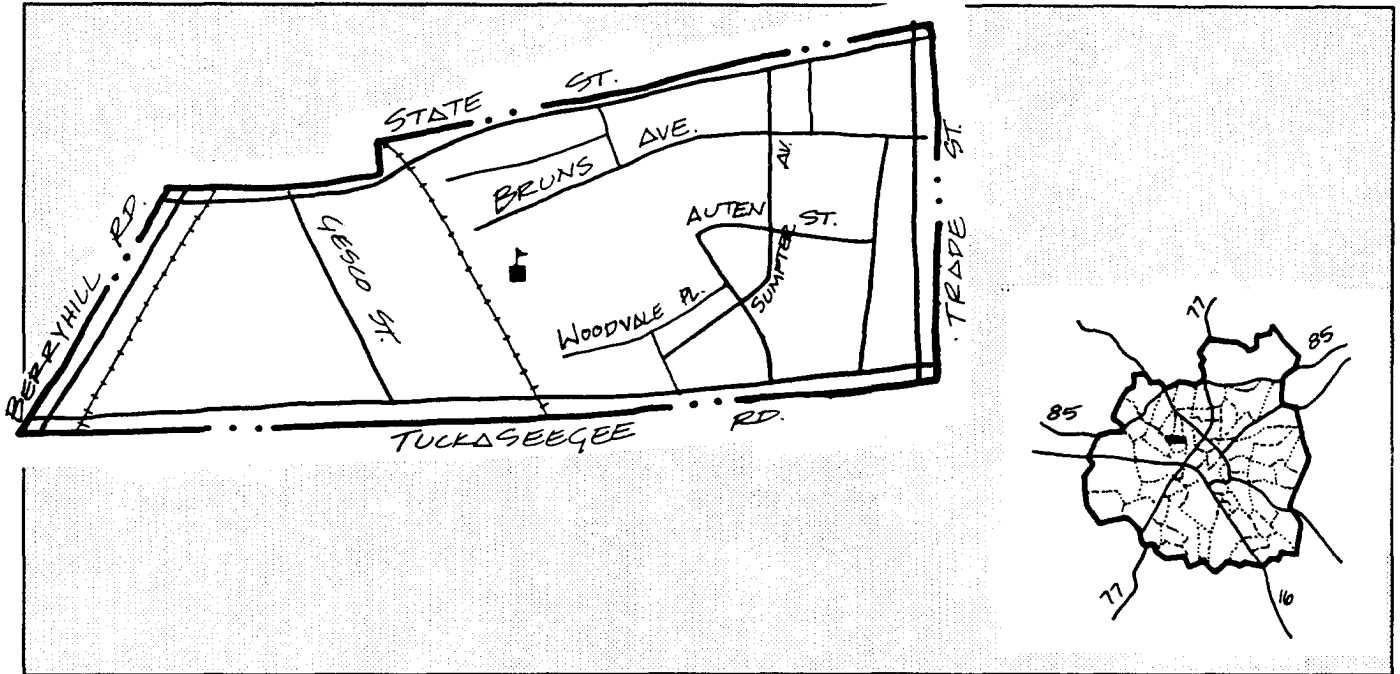 STATE ST.
BRUNS AVE.
AV.
ST.
RD.
AUTEN ST.
GESCO ST.
SUMPTER
TRADE
WOODVALE PL.
BERRYHILL
TUCKASEEGEE RD.
77
85
85
77
16